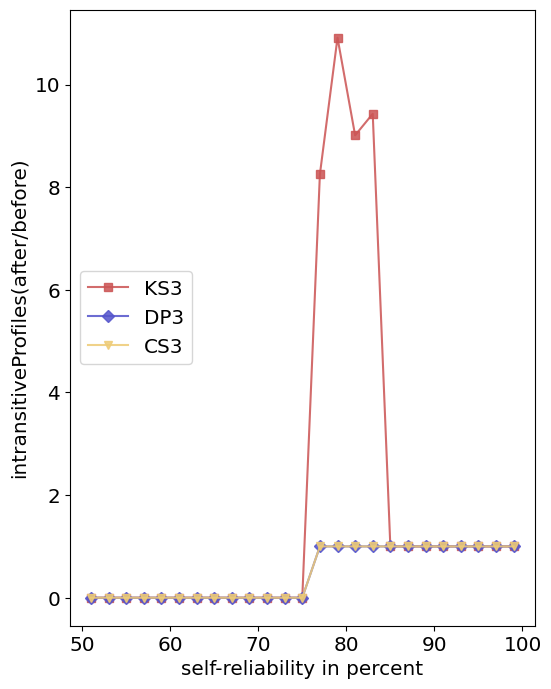 10
8
6
4
2
0
intransitiveProfiles(after/before)
KS3
DP3
CS3
50 60 70 80 90 100
self-reliability in percent